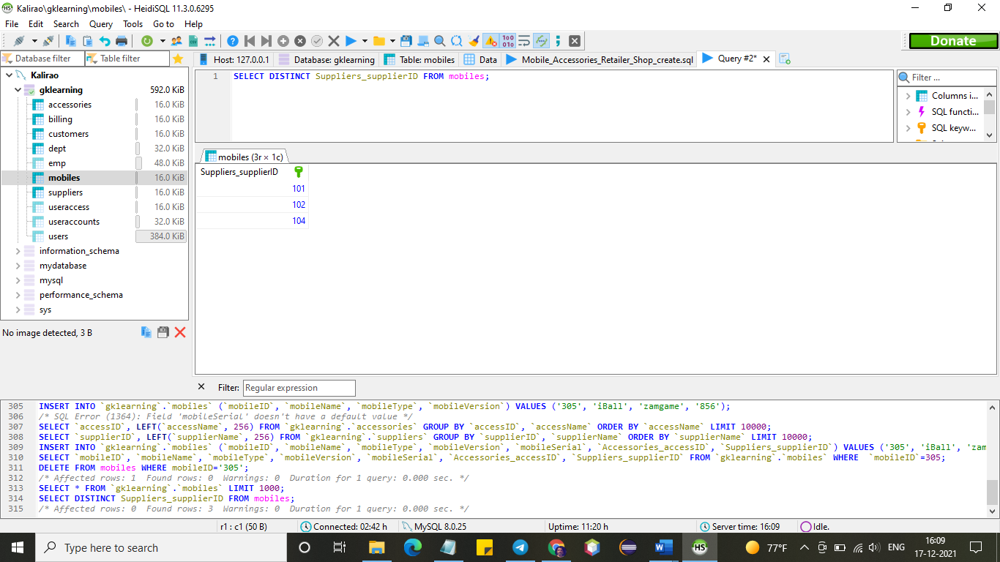 Kalirao\gklearning\mobiles\ - HeidiSQL 11.3.0.6295
File Edit Search Query Tools Go to Help
Donate
Database filter Table filter
Host: 127.0.0.1 Database: gklearning Table: mobiles Data Mobile_Accessories_Retailer_Shop_create.sql Query #2*
Kalirao
gklearning 592.0 KiB
accessories 16.0 KiB
billing 16.0 KiB
customers 16.0 KiB
dept 32.0 KiB
emp 48.0 KiB
mobiles 16.0 KiB
suppliers 16.0 KiB
useraccess 16.0 KiB
useraccounts 32.0 KiB
users 384.0 KiB
information_schema
mydatabase
mysql
performance_schema
sys
No image detected, 3 B
1 SELECT DISTINCT Suppliers_supplierID FROM mobiles;
Filter ...
Columns i...
SQL functi...
SQL keyw...
mobiles (3r × 1c)
Suppliers_supplierID
101
102
104
Filter: Regular expression
305 INSERT INTO `gklearning`.`mobiles` (`mobileID`, `mobileName`, `mobileType`, `mobileVersion`) VALUES ('305', 'iBall', 'zamgame', '856');
306 /* SQL Error (1364): Field 'mobileSerial' doesn't have a default value */
307 SELECT `accessID`, LEFT(`accessName`, 256) FROM `gklearning`.`accessories` GROUP BY `accessID`, `accessName` ORDER BY `accessName` LIMIT 10000;
308 SELECT `supplierID`, LEFT(`supplierName`, 256) FROM `gklearning`.`suppliers` GROUP BY `supplierID`, `supplierName` ORDER BY `supplierName` LIMIT 10000;
309 INSERT INTO `gklearning`.`mobiles` (`mobileID`, `mobileName`, `mobileType`, `mobileVersion`, `mobileSerial`, `Accessories_accessID`, `Suppliers_supplierID`) VALUES ('305', 'iBall', 'zam
310 SELECT `mobileID`, `mobileName`, `mobileType`, `mobileVersion`, `mobileSerial`, `Accessories_accessID`, `Suppliers_supplierID` FROM `gklearning`.`mobiles` WHERE `mobileID`=305;
311 DELETE FROM mobiles WHERE mobileID='305';
312 /* Affected rows: 1 Found rows: 0 Warnings: 0 Duration for 1 query: 0.000 sec. */
313 SELECT * FROM `gklearning`.`mobiles` LIMIT 1000;
314 SELECT DISTINCT Suppliers_supplierID FROM mobiles;
315 /* Affected rows: 0 Found rows: 3 Warnings: 0 Duration for 1 query: 0.000 sec. */
r1 : c1 (50 B) Connected: 02:42 h MySQL 8.0.25 Uptime: 11:20 h Server time: 16:09 Idle.
Type here to search
HS
77°F
ENG
16:09
17-12-2021